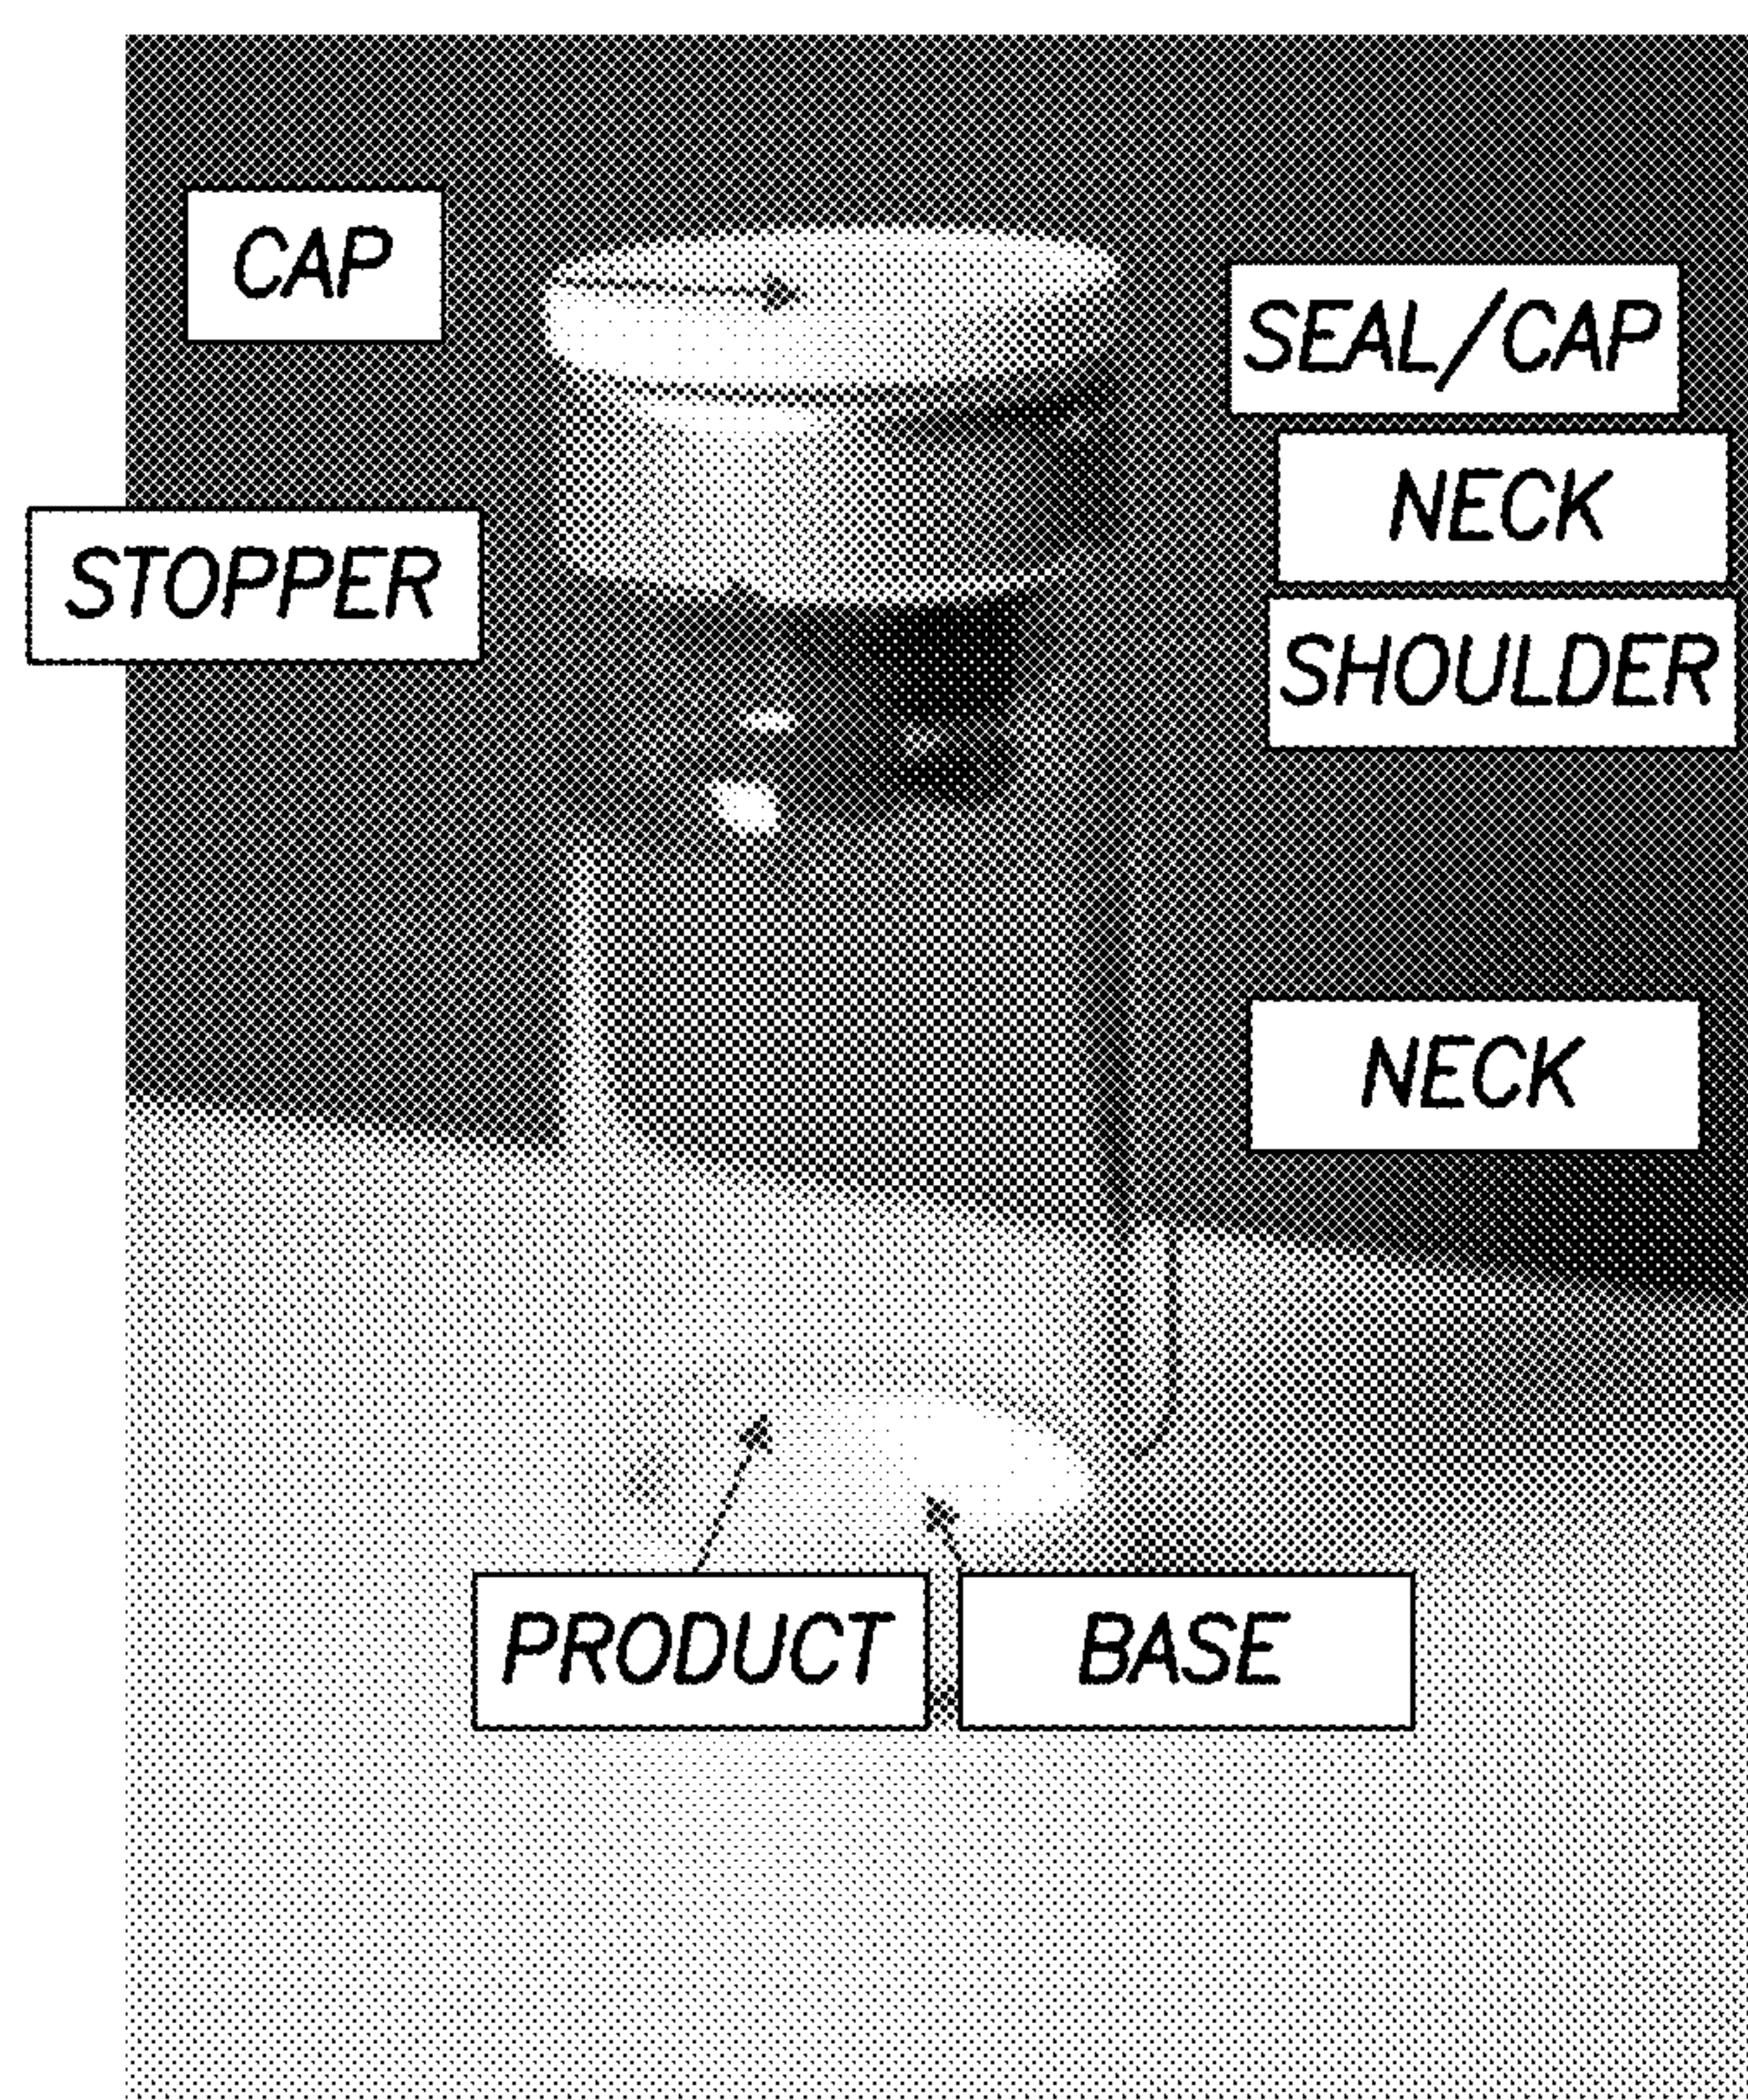 CAP
SEAL/CAP
NECK
STOPPER
SHOULDER
NECK
PRODUCT
BASE